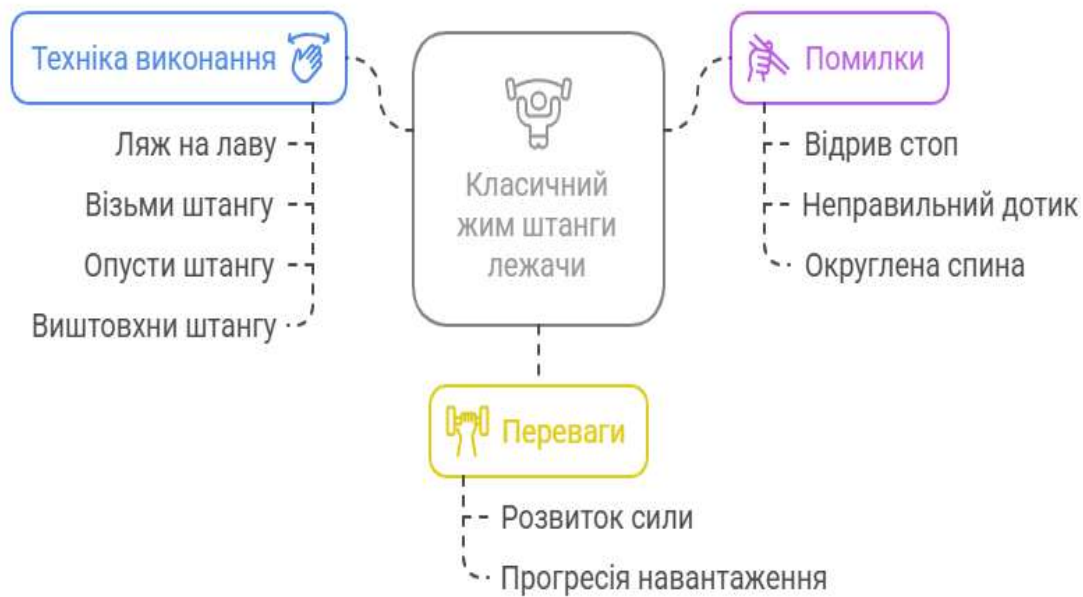 Техніка виконання
Ляж на лаву
Візьми штангу
Опусти штангу
Виштовхни штангу
Класичний
жим штанги
лежачи
Помилки
Відрив стоп
Неправильний дотик
Округлена спина
Переваги
Розвиток сили
Прогресія навантаження